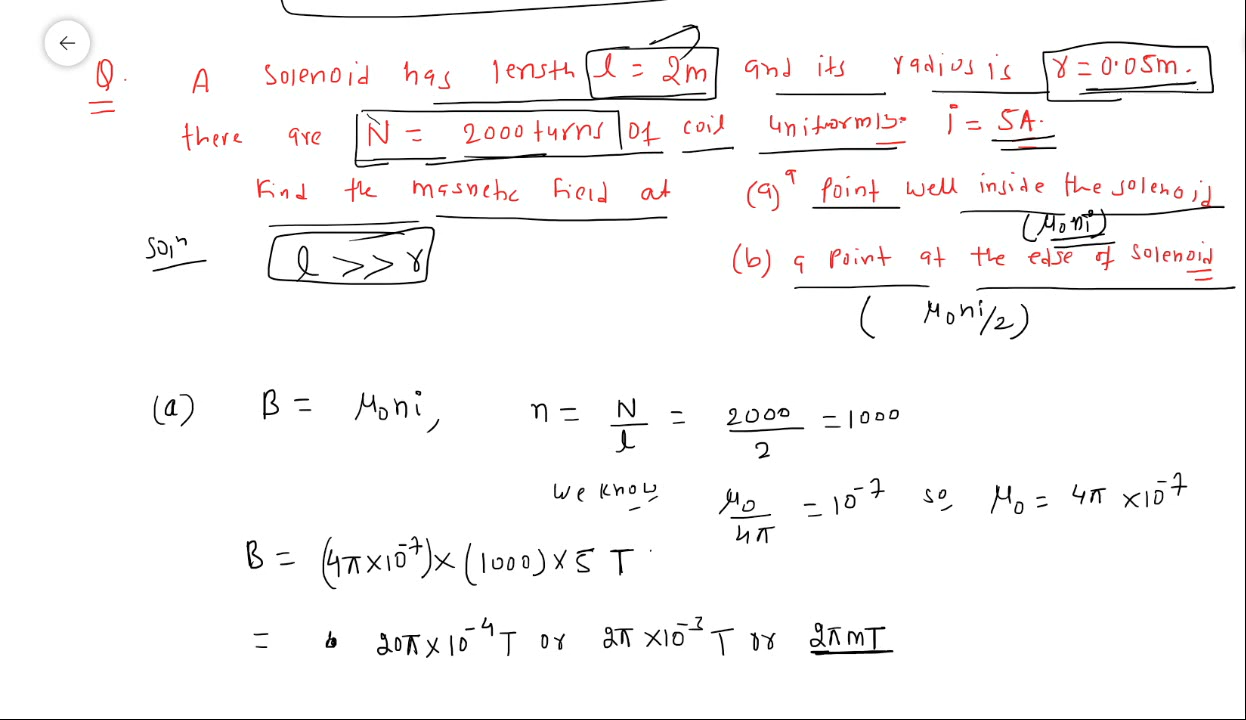 Q. A Solenoid has length l = 2m and its radius is r = 0.05m.
there are N = 2000 turns of coil uniformly. i = 5A.
Find the magnetic field at (a) a point well inside the solenoid
(μ₀ni)
Solⁿ l >> r (b) a point at the edge of solenoid
(μ₀ni/2)
(a) B = μ₀ni, n = N/l = 2000/2 = 1000
we know μ₀/4π = 10⁻⁷ so μ₀ = 4π × 10⁻⁷
B = (4π×10⁻⁷)×(1000)×5 T
= 20π×10⁻⁴ T or 2π×10⁻³ T or 2π mT